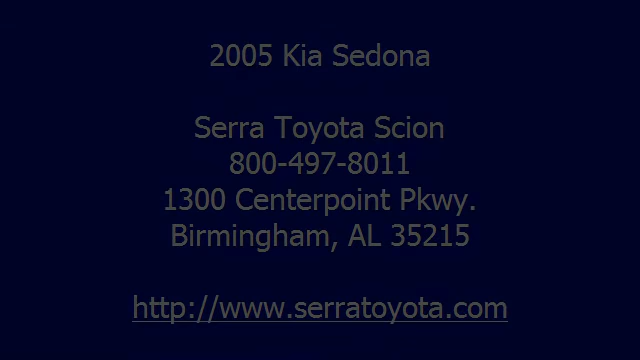 2005 Kia Sedona
Serra Toyota Scion
800-497-8011
1300 Centerpoint Pkwy.
Birmingham, AL 35215
http://www.serratoyota.com